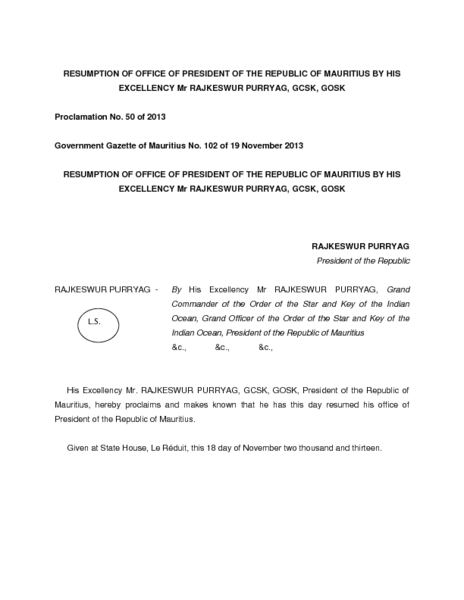 RESUMPTION OF OFFICE OF PRESIDENT OF THE REPUBLIC OF MAURITIUS BY HIS
EXCELLENCY Mr RAJKESWUR PURRYAG, GCSK, GOSK
Proclamation No. 50 of 2013
Government Gazette of Mauritius No. 102 of 19 November 2013
RESUMPTION OF OFFICE OF PRESIDENT OF THE REPUBLIC OF MAURITIUS BY HIS
EXCELLENCY Mr RAJKESWUR PURRYAG, GCSK, GOSK
RAJKESWUR PURRYAG
President of the Republic
RAJKESWUR PURRYAG - By His Excellency Mr RAJKESWUR PURRYAG, Grand
Commander of the Order of the Star and Key of the Indian
L.S. Ocean, Grand Officer of the Order of the Star and Key of the
Indian Ocean, President of the Republic of Mauritius
&c., &c., &c.,
His Excellency Mr. RAJKESWUR PURRYAG, GCSK, GOSK, President of the Republic of
Mauritius, hereby proclaims and makes known that he has this day resumed his office of
President of the Republic of Mauritius.
Given at State House, Le Réduit, this 18 day of November two thousand and thirteen.